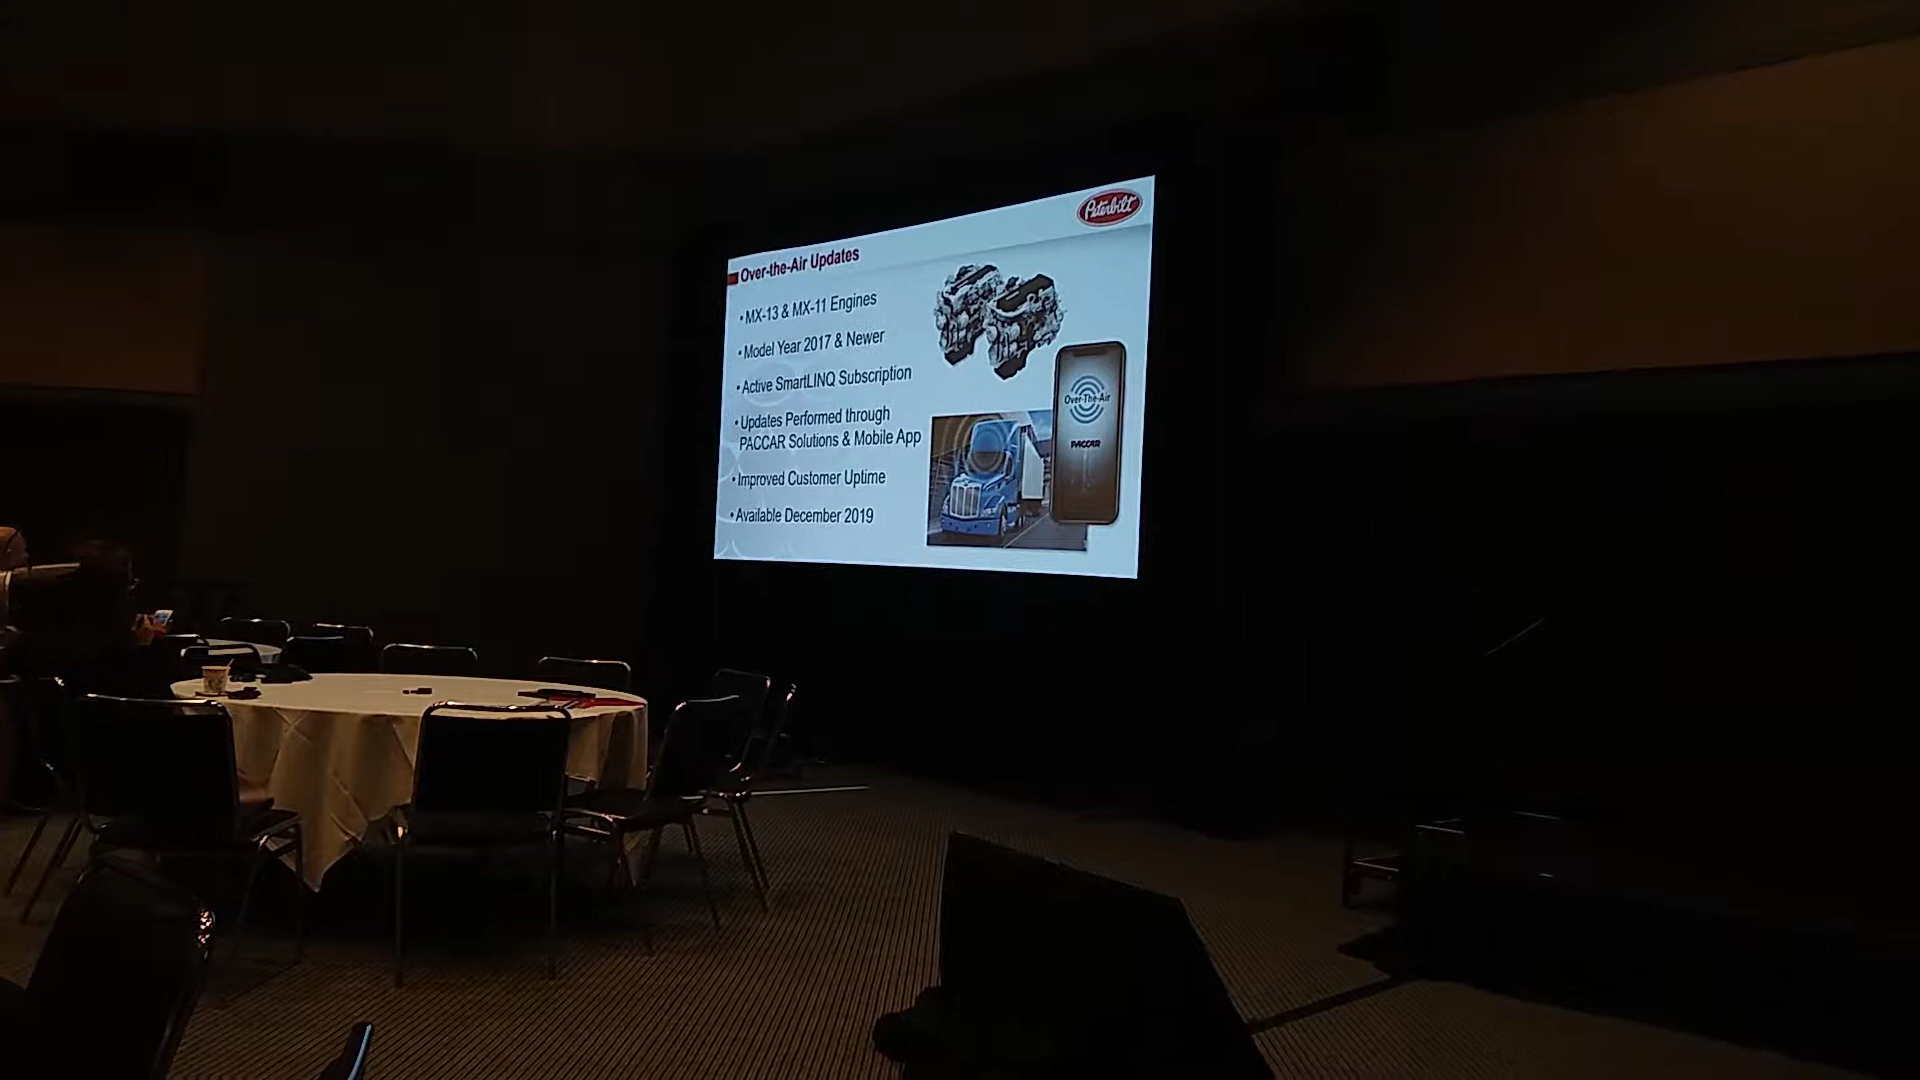 Peterbilt
Over-the-Air Updates
• MX-13 & MX-11 Engines
• Model Year 2017 & Newer
• Active SmartLINQ Subscription
• Updates Performed through
PACCAR Solutions & Mobile App
• Improved Customer Uptime
• Available December 2019
Over-The-Air
PACCAR